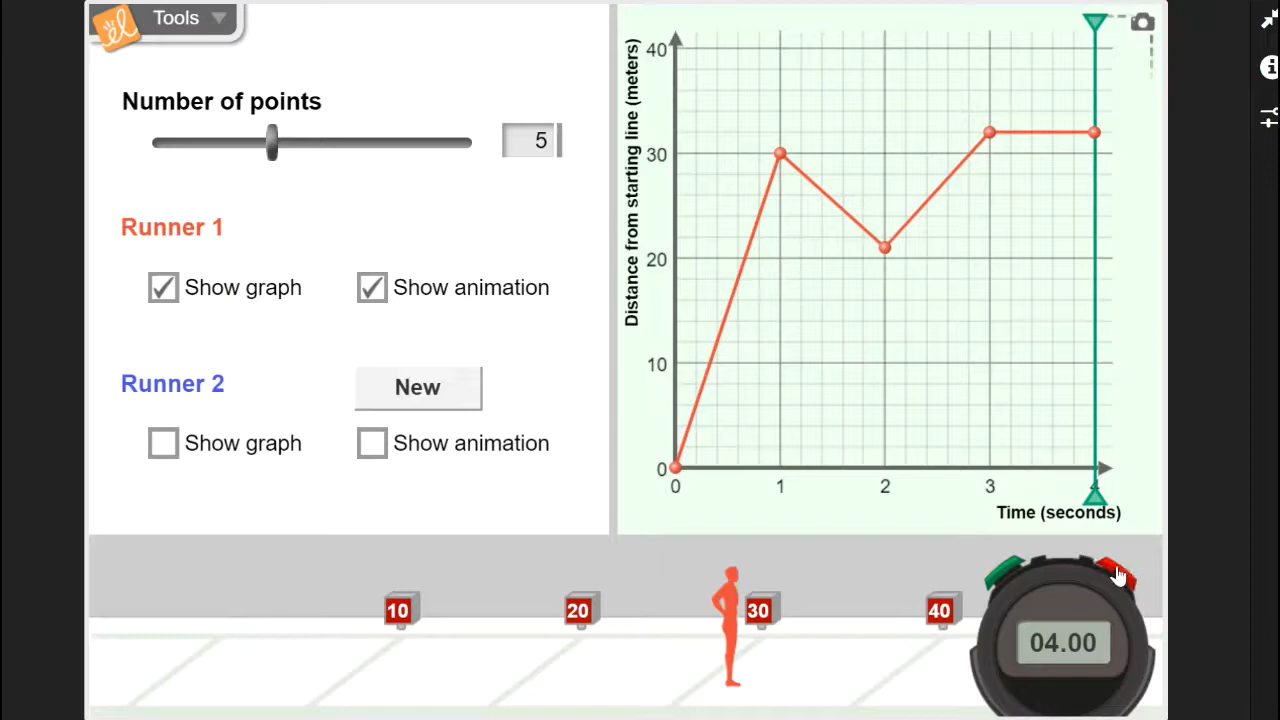 Tools
Number of points
5
Runner 1
Show graph
Show animation
Runner 2
New
Show graph
Show animation
Distance from starting line (meters)
40
30
20
10
0
0 1 2 3 4
Time (seconds)
10
20
30
40
04.00